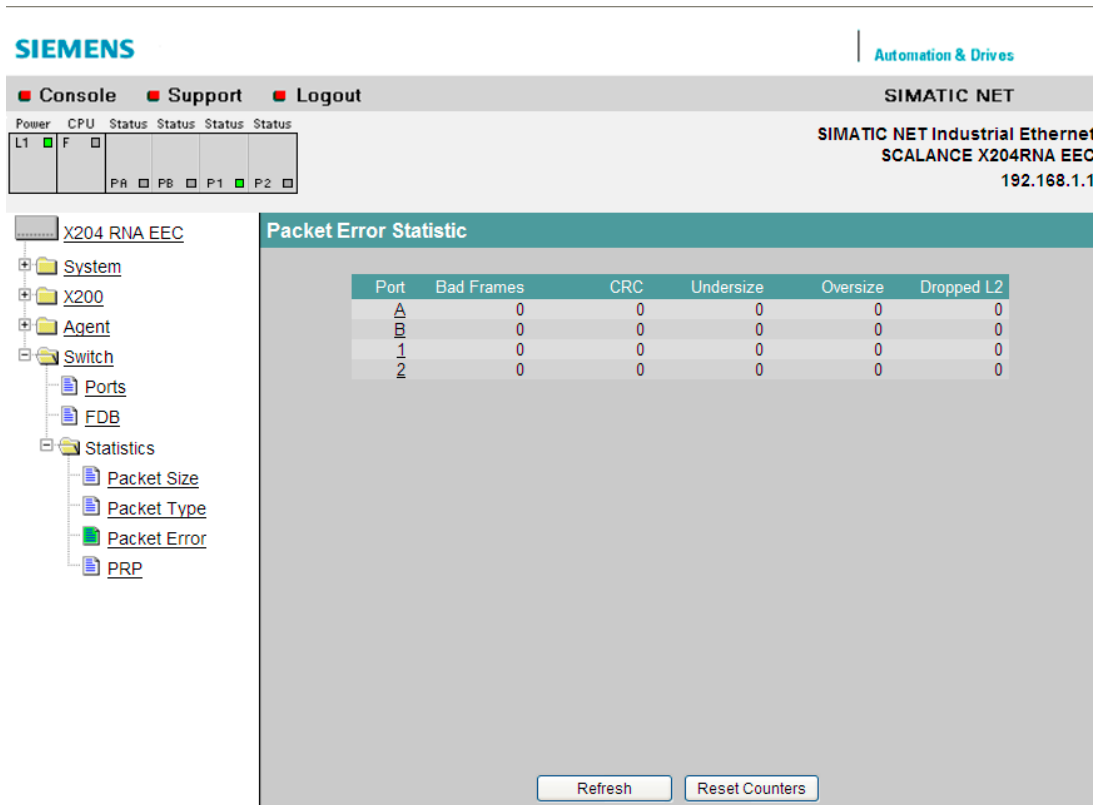 SIEMENS
Automation & Drives
Console Support Logout SIMATIC NET
Power CPU Status Status Status Status
L1 F
PA PB P1 P2
SIMATIC NET Industrial Ethernet
SCALANCE X204RNA EEC
192.168.1.1
X204 RNA EEC
System
X200
Agent
Switch
Ports
FDB
Statistics
Packet Size
Packet Type
Packet Error
PRP
Packet Error Statistic
Port Bad Frames CRC Undersize Oversize Dropped L2
A 0 0 0 0 0
B 0 0 0 0 0
1 0 0 0 0 0
2 0 0 0 0 0
Refresh Reset Counters